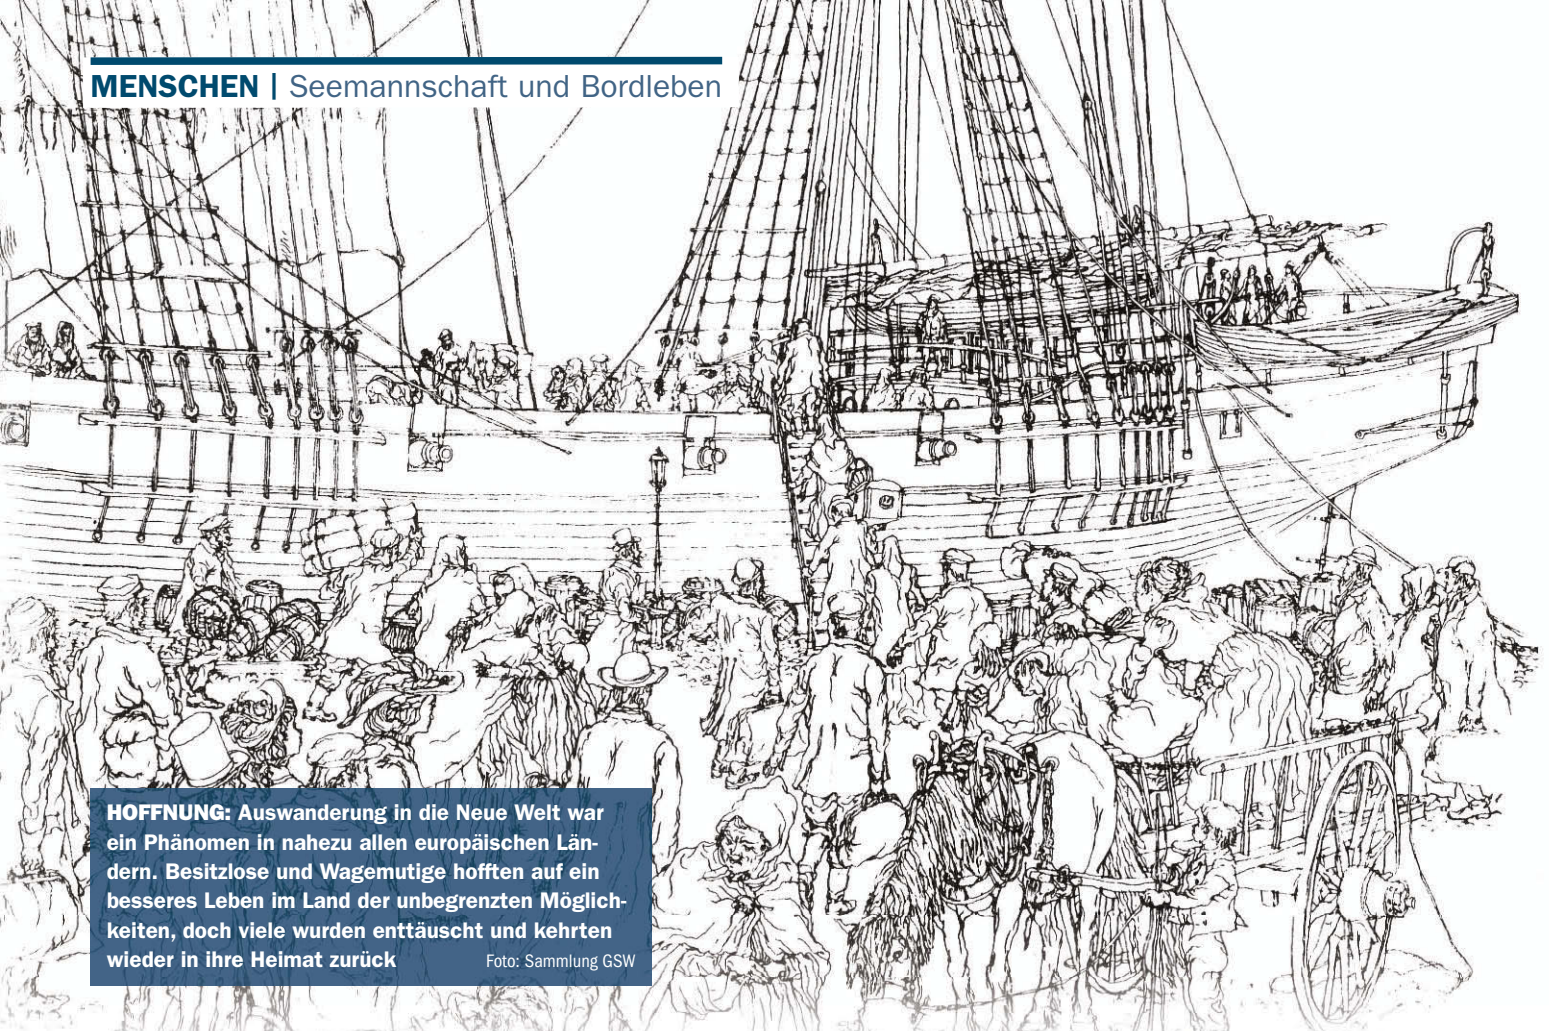 MENSCHEN | Seemannschaft und Bordleben
HOFFNUNG: Auswanderung in die Neue Welt war
ein Phänomen in nahezu allen europäischen Län-
dern. Besitzlose und Wagemutige hofften auf ein
besseres Leben im Land der unbegrenzten Möglich-
keiten, doch viele wurden enttäuscht und kehrten
wieder in ihre Heimat zurück Foto: Sammlung GSW